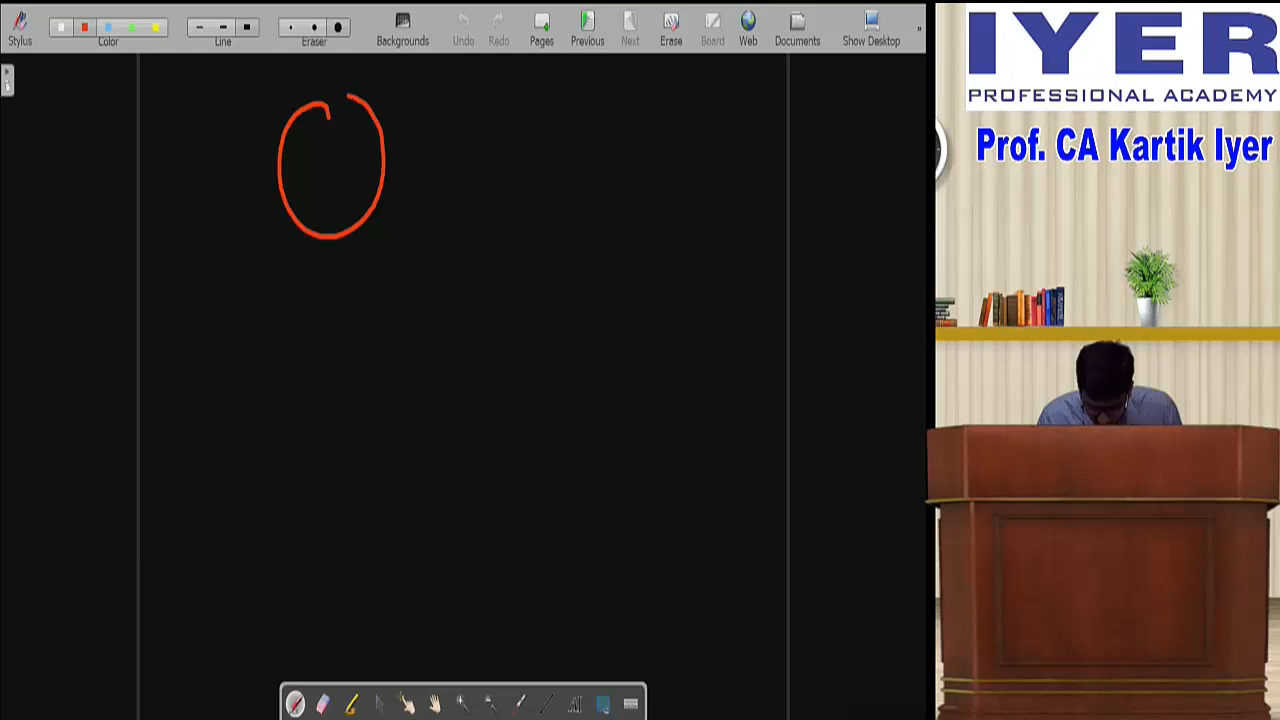 Stylus
Color
Line
Eraser
Backgrounds
Undo
Redo
Pages
Previous
Next
Erase
Board
Web
Documents
Show Desktop
»
IYER
PROFESSIONAL ACADEMY
Prof. CA Kartik Iyer
AI